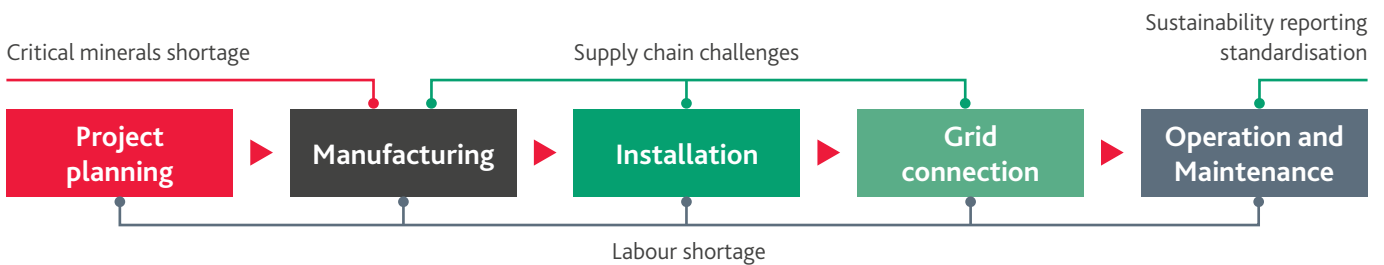 Critical minerals shortage
Supply chain challenges
Sustainability reporting
standardisation
Project
planning
Manufacturing
Installation
Grid
connection
Operation and
Maintenance
Labour shortage